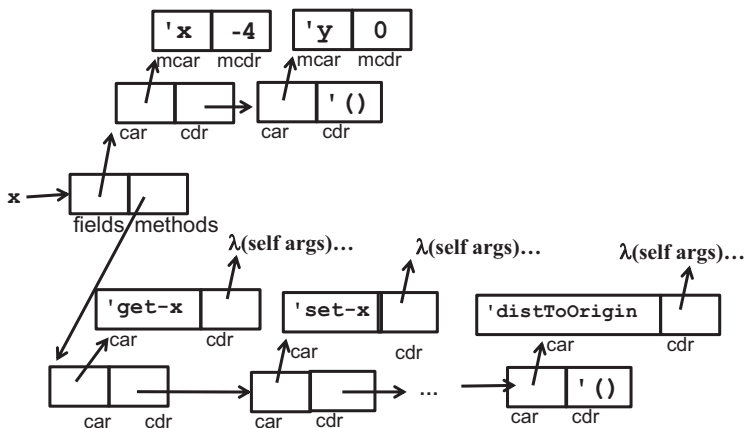 'x -4 'y 0
mcar mcdr mcar mcdr
'()
car cdr car cdr
x
fields methods
λ(self args)… λ(self args)… λ(self args)…
'get-x 'set-x 'distToOrigin
car car cdr car cdr
'()
… 
car cdr car cdr car cdr